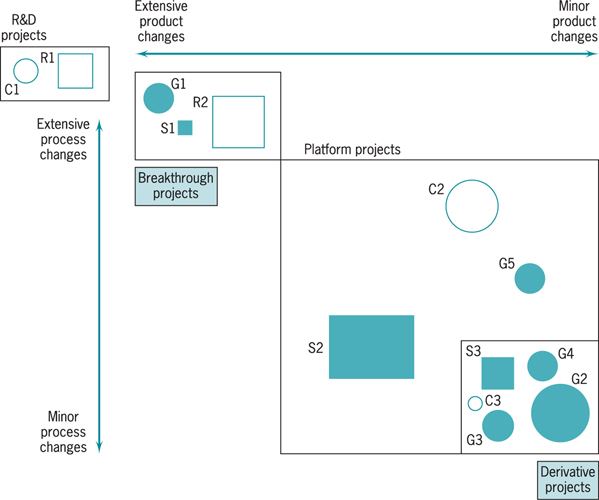 R&D
projects
Extensive
product
changes
Minor
product
changes
R1
C1
G1
R2
S1
Extensive
process
changes
Platform projects
Breakthrough
projects
C2
G5
S2
S3
G4
G2
C3
G3
Minor
process
changes
Derivative
projects